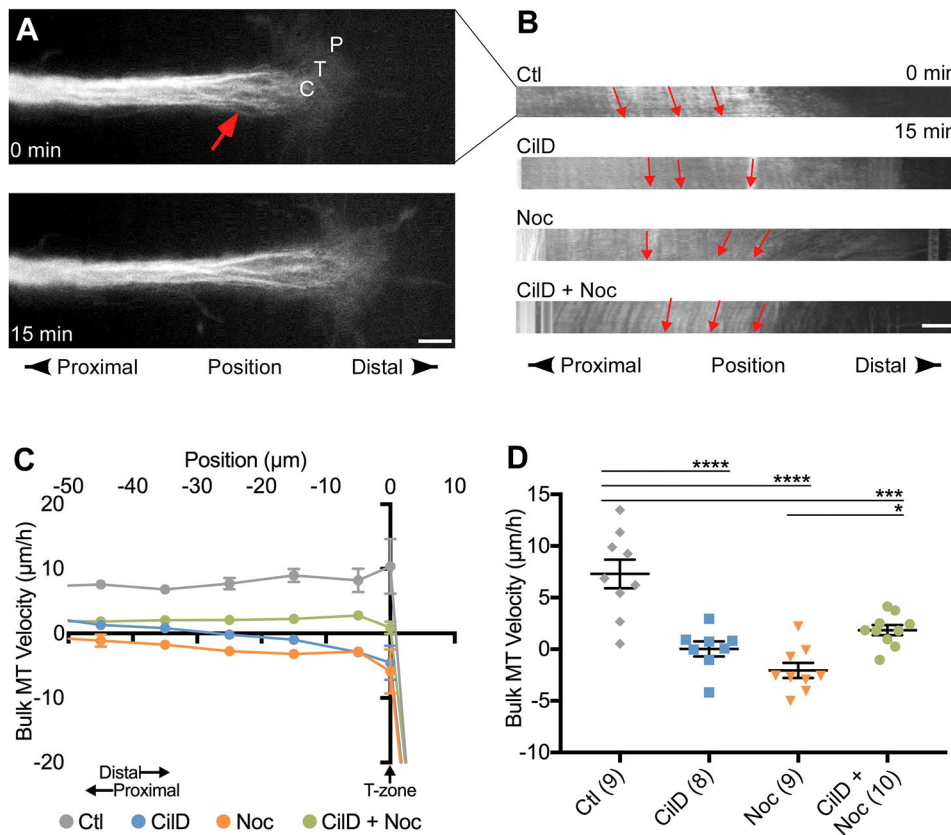 A
P
T
C
0 min
15 min
Proximal Position Distal
B
Ctl 0 min
15 min
CilD
Noc
CilD + Noc
Proximal Position Distal
C
Position (µm)
-50 -40 -30 -20 -10 0 10
Bulk MT Velocity (µm/h)
20
10
0
-10
-20
Distal
Proximal
T-zone
Ctl CilD Noc CilD + Noc
D
****
****
***
*
Bulk MT Velocity (µm/h)
15
10
5
0
-5
-10
Ctl (9)
CilD (8)
Noc (9)
CilD +
Noc (10)